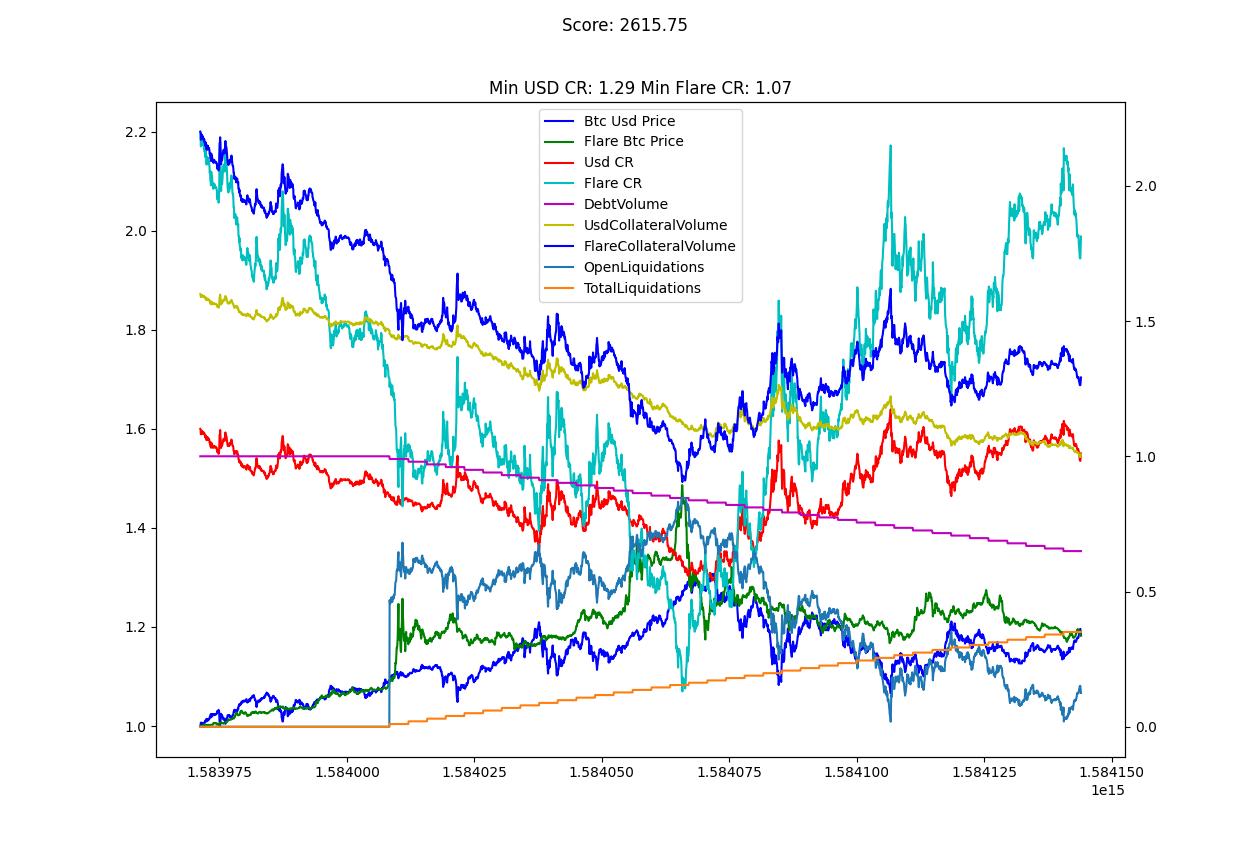 Score: 2615.75
Min USD CR: 1.29 Min Flare CR: 1.07
Btc Usd Price
Flare Btc Price
Usd CR
Flare CR
DebtVolume
UsdCollateralVolume
FlareCollateralVolume
OpenLiquidations
TotalLiquidations
2.2
2.0
1.8
1.6
1.4
1.2
1.0
2.0
1.5
1.0
0.5
0.0
1.583975 1.584000 1.584025 1.584050 1.584075 1.584100 1.584125 1.584150
1e15